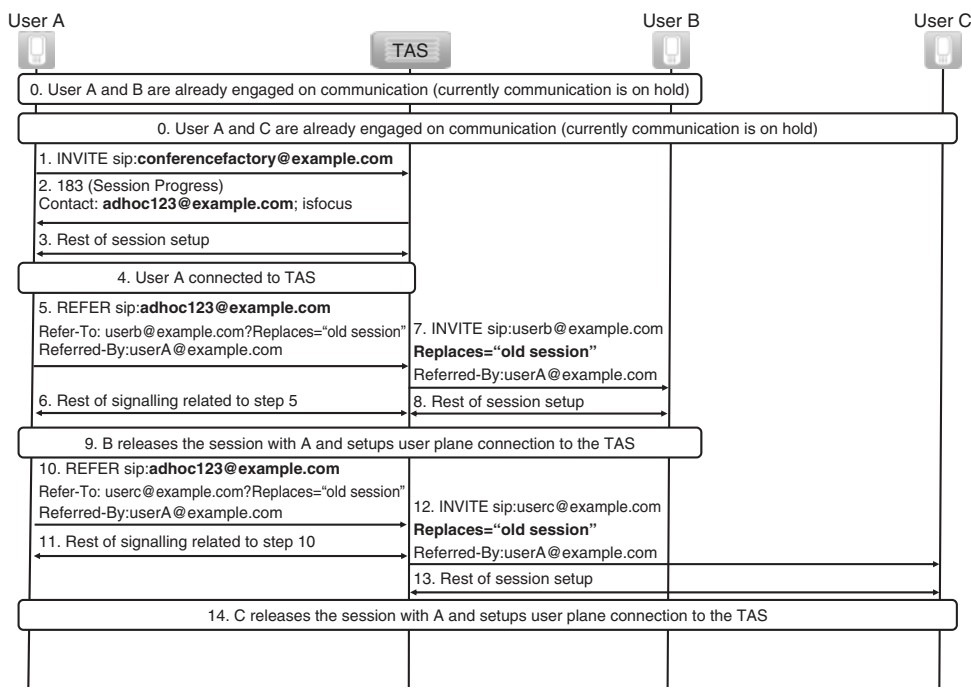 User A
User B
User C
TAS
0. User A and B are already engaged on communication (currently communication is on hold)
0. User A and C are already engaged on communication (currently communication is on hold)
1. INVITE sip:conferencefactory@example.com
2. 183 (Session Progress)
Contact: adhoc123@example.com; isfocus
3. Rest of session setup
4. User A connected to TAS
5. REFER sip:adhoc123@example.com
Refer-To: userb@example.com?Replaces=“old session”
Referred-By:userA@example.com
7. INVITE sip:userb@example.com
Replaces=“old session”
Referred-By:userA@example.com
6. Rest of signalling related to step 5
8. Rest of session setup
9. B releases the session with A and setups user plane connection to the TAS
10. REFER sip:adhoc123@example.com
Refer-To: userc@example.com?Replaces=“old session”
Referred-By:userA@example.com
12. INVITE sip:userc@example.com
Replaces=“old session”
Referred-By:userA@example.com
11. Rest of signalling related to step 10
13. Rest of session setup
14. C releases the session with A and setups user plane connection to the TAS